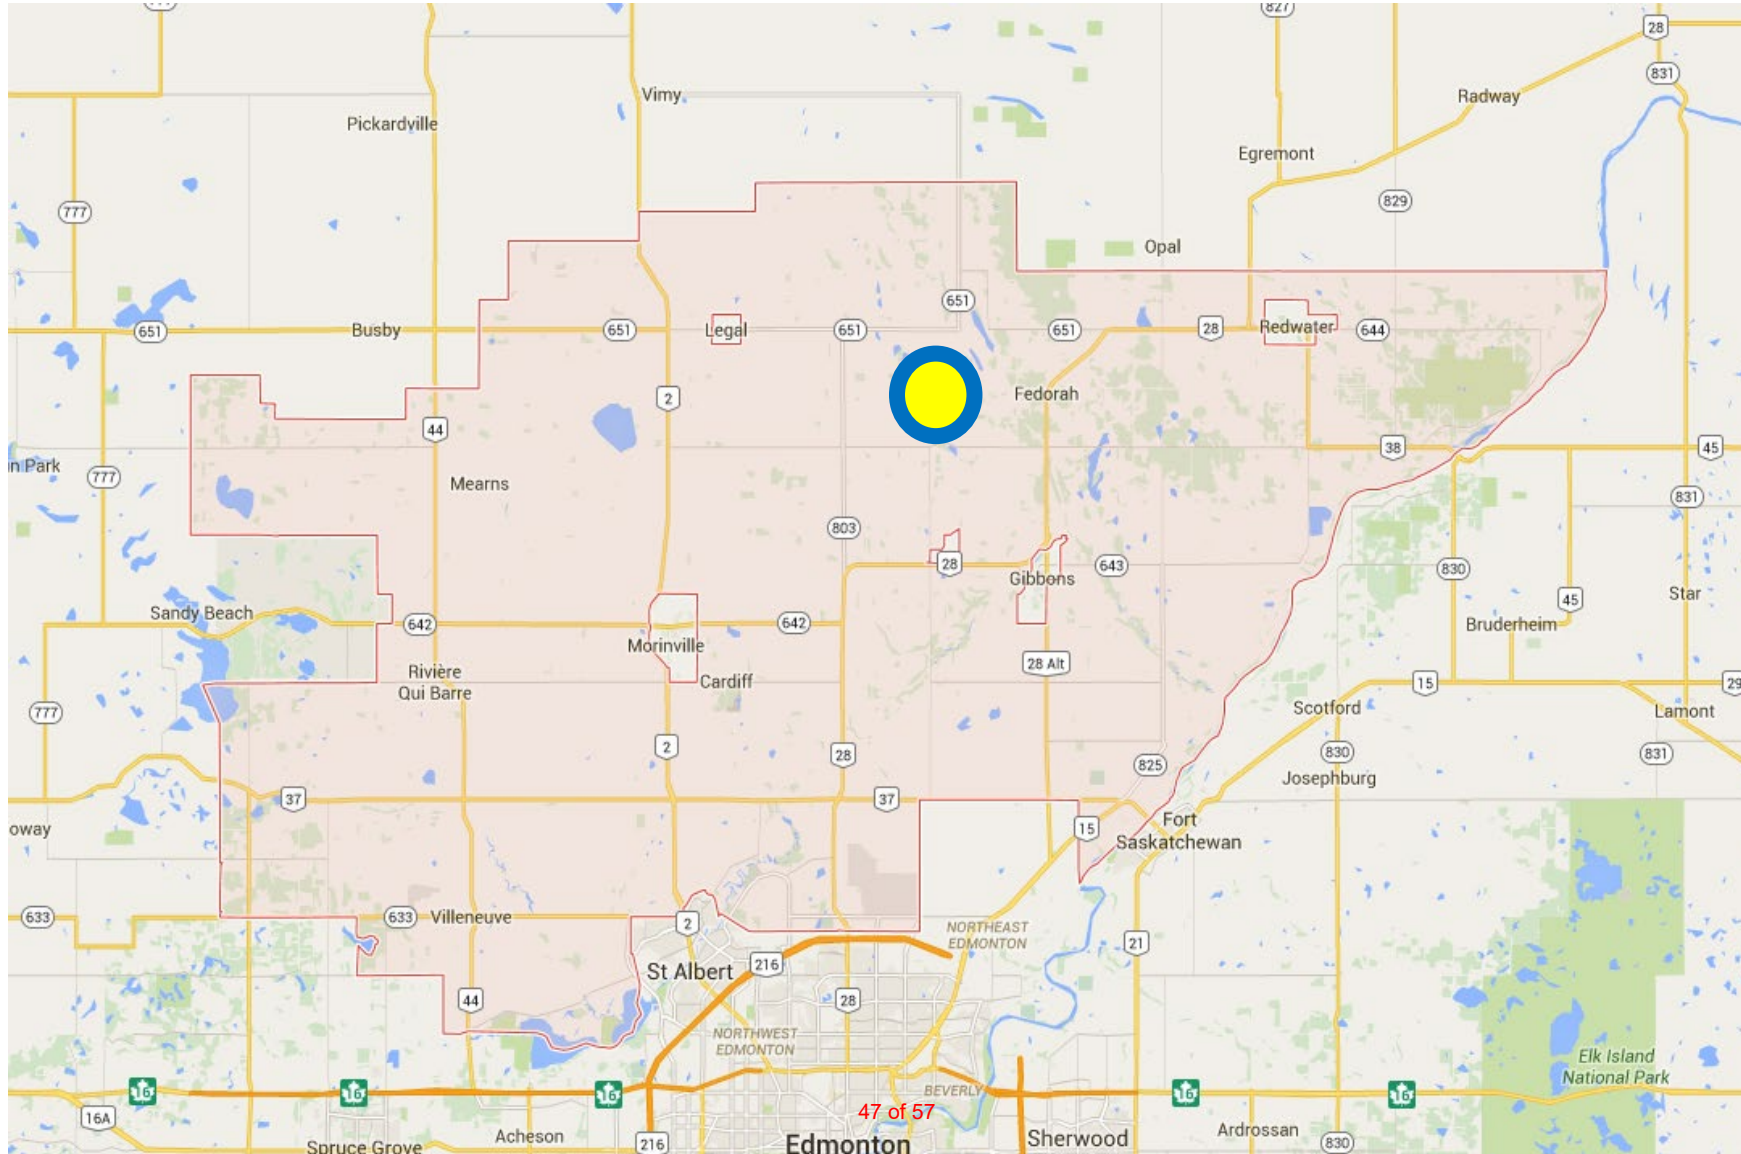 827
28
831
Vimy
Radway
Pickardville
Egremont
777
829
Opal
651
651
Busby
651
Legal
651
651
28
Redwater
644
2
Fedorah
44
38
45
n Park
777
Mearns
831
803
28
Gibbons
643
830
Sandy Beach
642
642
45
Star
Bruderheim
Morinville
Rivière
Qui Barre
Cardiff
28 Alt
15
29
777
Scotford
Lamont
2
28
825
830
831
Josephburg
37
37
oway
15
Fort
Saskatchewan
633
633
Villeneuve
2
NORTHEAST
EDMONTON
21
St Albert
216
44
28
NORTHWEST
EDMONTON
Elk Island
National Park
16
16
16
BEVERLY
16
16
16A
47 of 57
Spruce Grove
Acheson
216
Edmonton
Sherwood
Ardrossan
830